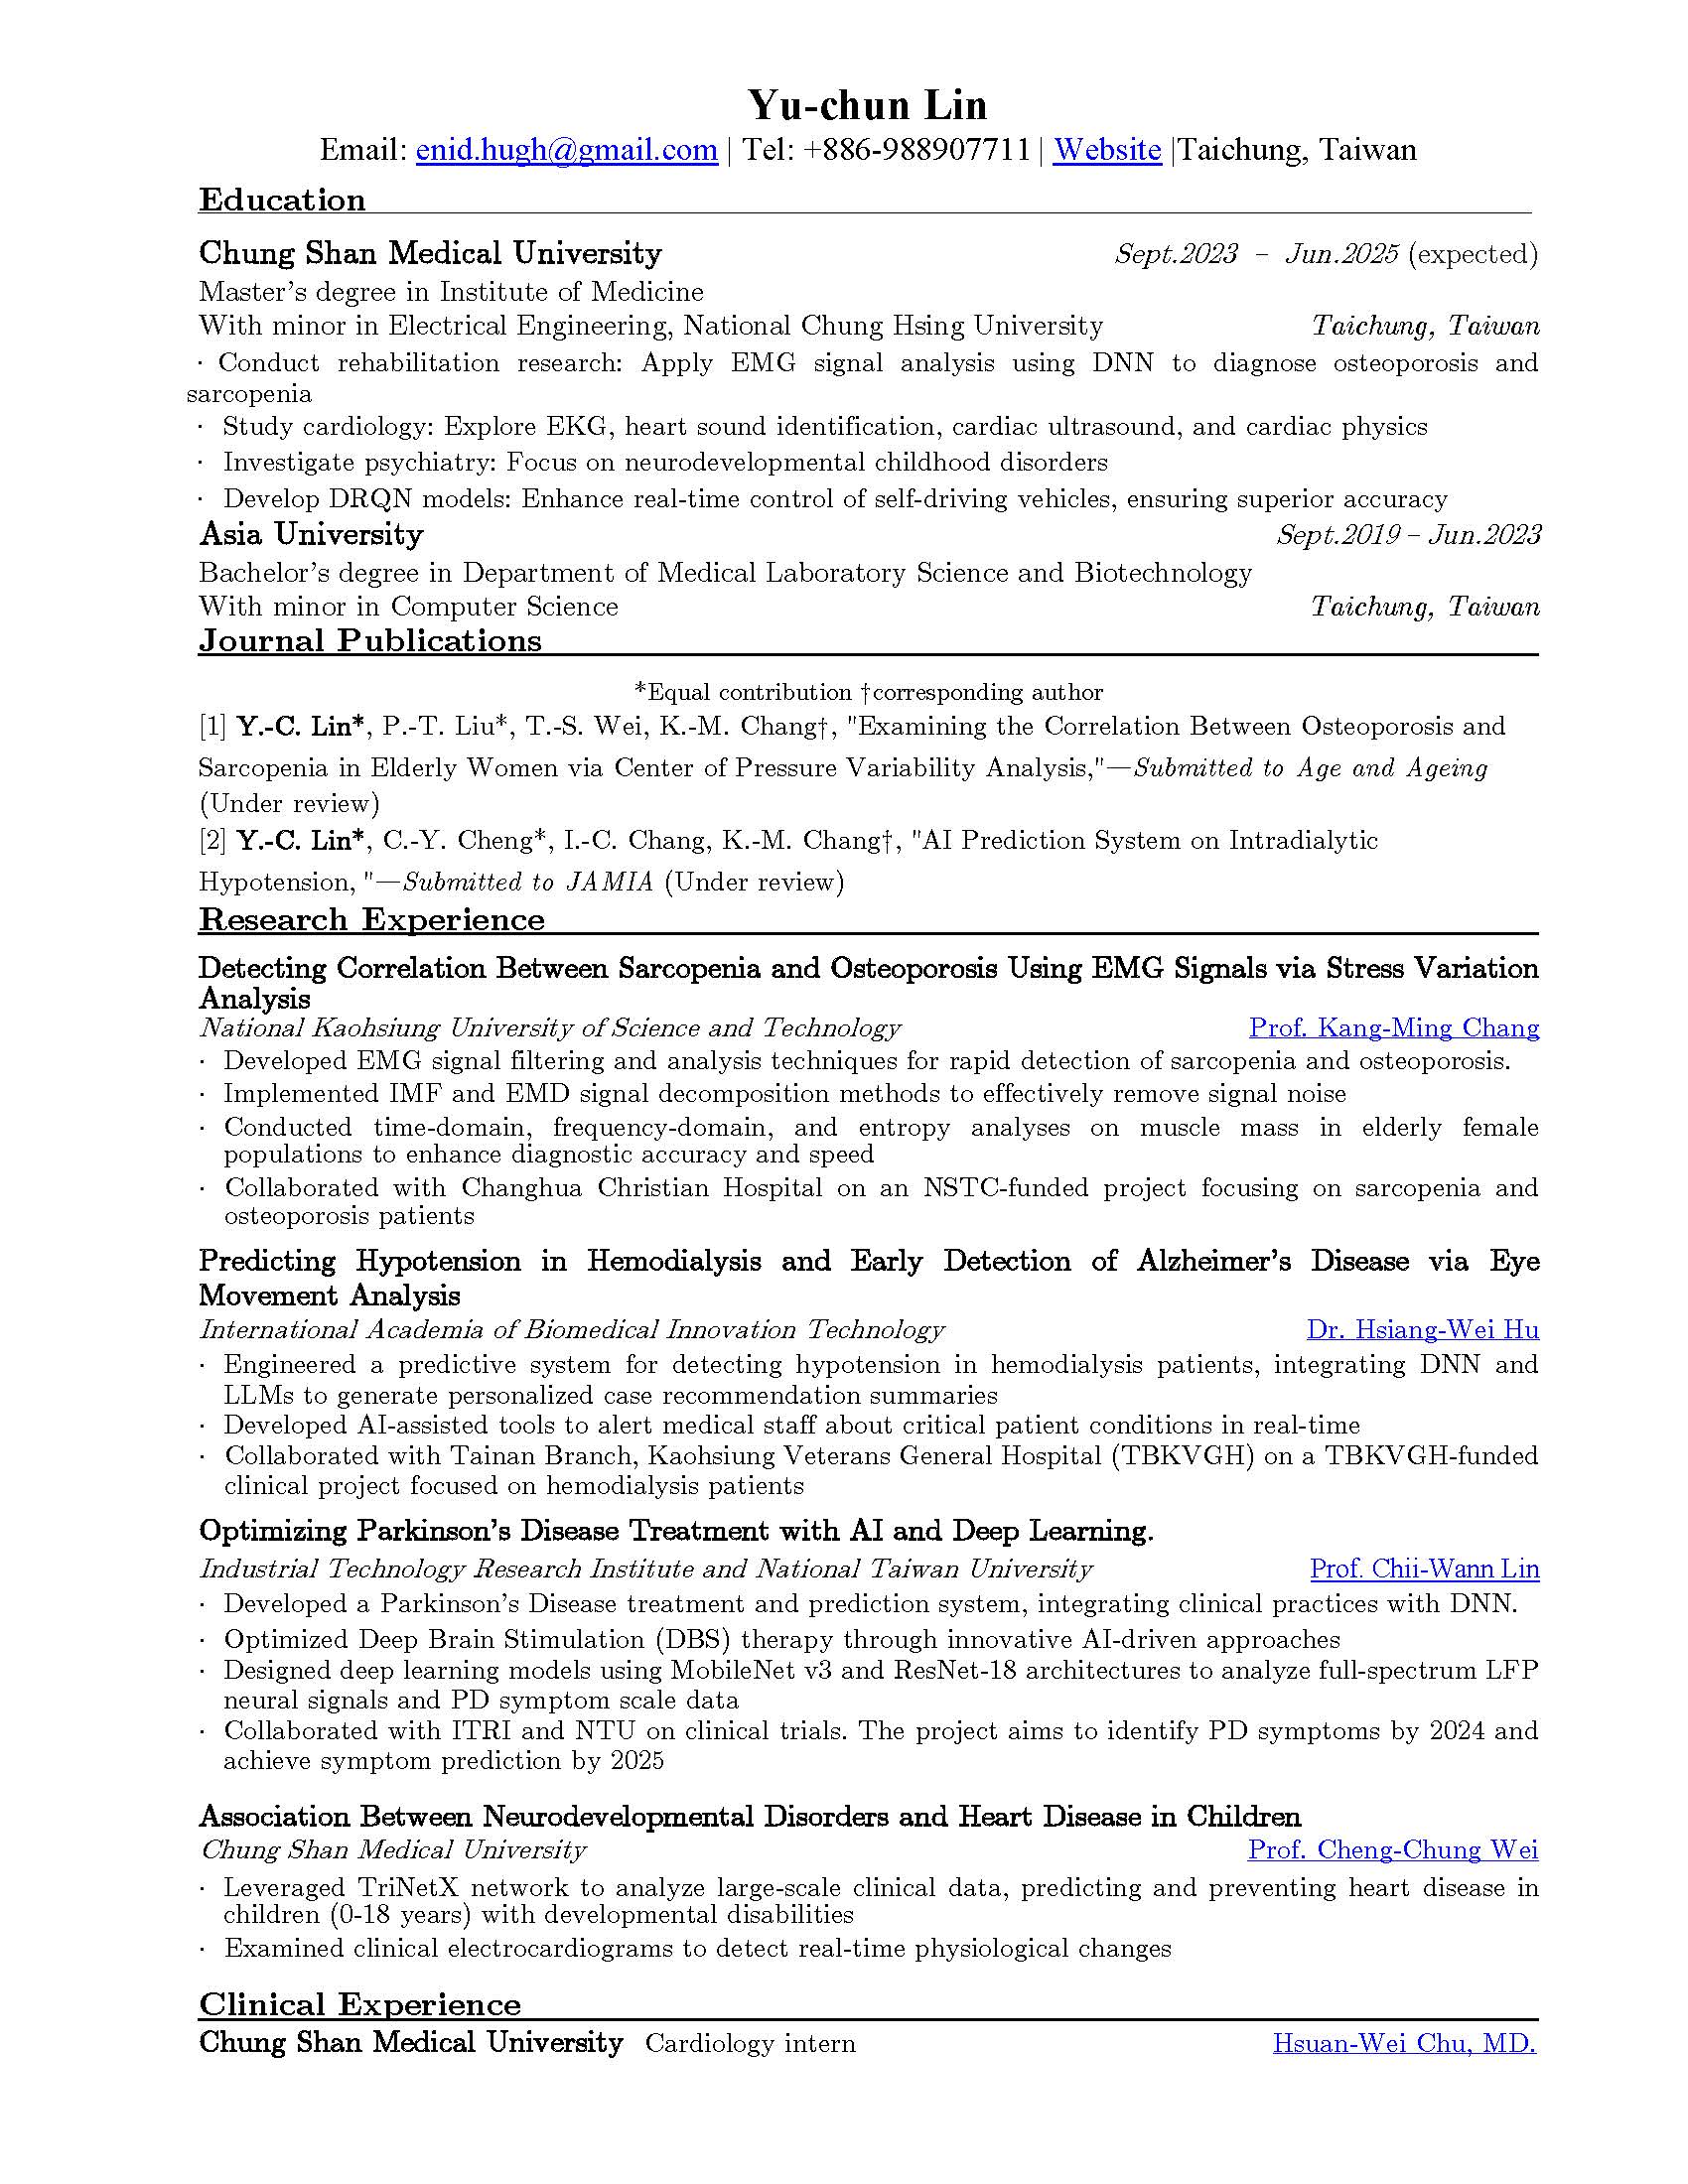 Yu-chun Lin
Email: enid.hugh@gmail.com | Tel: +886-988907711 | Website |Taichung, Taiwan
Education
Chung Shan Medical University Sept.2023 – Jun.2025 (expected)
Master's degree in Institute of Medicine
With minor in Electrical Engineering, National Chung Hsing University Taichung, Taiwan
· Conduct rehabilitation research: Apply EMG signal analysis using DNN to diagnose osteoporosis and
sarcopenia
· Study cardiology: Explore EKG, heart sound identification, cardiac ultrasound, and cardiac physics
· Investigate psychiatry: Focus on neurodevelopmental childhood disorders
· Develop DRQN models: Enhance real-time control of self-driving vehicles, ensuring superior accuracy
Asia University Sept.2019 – Jun.2023
Bachelor's degree in Department of Medical Laboratory Science and Biotechnology
With minor in Computer Science Taichung, Taiwan
Journal Publications
*Equal contribution †corresponding author
[1] Y.-C. Lin*, P.-T. Liu*, T.-S. Wei, K.-M. Chang†, "Examining the Correlation Between Osteoporosis and
Sarcopenia in Elderly Women via Center of Pressure Variability Analysis,"—Submitted to Age and Ageing
(Under review)
[2] Y.-C. Lin*, C.-Y. Cheng*, I.-C. Chang, K.-M. Chang†, "AI Prediction System on Intradialytic
Hypotension, "—Submitted to JAMIA (Under review)
Research Experience
Detecting Correlation Between Sarcopenia and Osteoporosis Using EMG Signals via Stress Variation
Analysis
National Kaohsiung University of Science and Technology Prof. Kang-Ming Chang
· Developed EMG signal filtering and analysis techniques for rapid detection of sarcopenia and osteoporosis.
· Implemented IMF and EMD signal decomposition methods to effectively remove signal noise
· Conducted time-domain, frequency-domain, and entropy analyses on muscle mass in elderly female
populations to enhance diagnostic accuracy and speed
· Collaborated with Changhua Christian Hospital on an NSTC-funded project focusing on sarcopenia and
osteoporosis patients
Predicting Hypotension in Hemodialysis and Early Detection of Alzheimer's Disease via Eye
Movement Analysis
International Academia of Biomedical Innovation Technology Dr. Hsiang-Wei Hu
· Engineered a predictive system for detecting hypotension in hemodialysis patients, integrating DNN and
LLMs to generate personalized case recommendation summaries
· Developed AI-assisted tools to alert medical staff about critical patient conditions in real-time
· Collaborated with Tainan Branch, Kaohsiung Veterans General Hospital (TBKVGH) on a TBKVGH-funded
clinical project focused on hemodialysis patients
Optimizing Parkinson's Disease Treatment with AI and Deep Learning.
Industrial Technology Research Institute and National Taiwan University Prof. Chii-Wann Lin
· Developed a Parkinson's Disease treatment and prediction system, integrating clinical practices with DNN.
· Optimized Deep Brain Stimulation (DBS) therapy through innovative AI-driven approaches
· Designed deep learning models using MobileNet v3 and ResNet-18 architectures to analyze full-spectrum LFP
neural signals and PD symptom scale data
· Collaborated with ITRI and NTU on clinical trials. The project aims to identify PD symptoms by 2024 and
achieve symptom prediction by 2025
Association Between Neurodevelopmental Disorders and Heart Disease in Children
Chung Shan Medical University Prof. Cheng-Chung Wei
· Leveraged TriNetX network to analyze large-scale clinical data, predicting and preventing heart disease in
children (0-18 years) with developmental disabilities
· Examined clinical electrocardiograms to detect real-time physiological changes
Clinical Experience
Chung Shan Medical University Cardiology intern Hsuan-Wei Chu, MD.